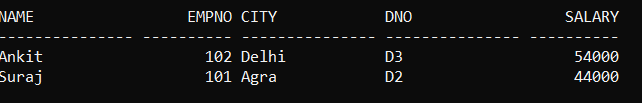 NAME EMPNO CITY DNO SALARY
--------------- ---------- --------------- --------------- ----------
Ankit 102 Delhi D3 54000
Suraj 101 Agra D2 44000